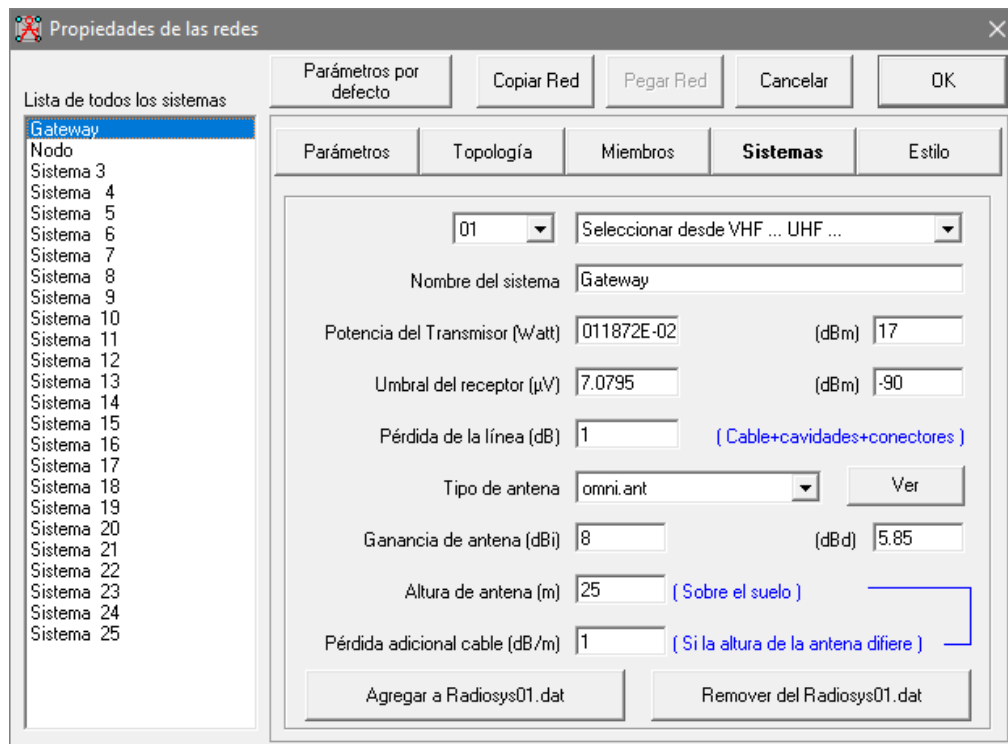 Propiedades de las redes
Lista de todos los sistemas
Gateway
Nodo
Sistema 3
Sistema 4
Sistema 5
Sistema 6
Sistema 7
Sistema 8
Sistema 9
Sistema 10
Sistema 11
Sistema 12
Sistema 13
Sistema 14
Sistema 15
Sistema 16
Sistema 17
Sistema 18
Sistema 19
Sistema 20
Sistema 21
Sistema 22
Sistema 23
Sistema 24
Sistema 25
Parámetros por defecto Copiar Red Pegar Red Cancelar OK
Parámetros Topología Miembros Sistemas Estilo
01 Seleccionar desde VHF ... UHF ...
Nombre del sistema Gateway
Potencia del Transmisor (Watt) 011872E-02 (dBm) 17
Umbral del receptor (µV) 7.0795 (dBm) -90
Pérdida de la línea (dB) 1 ( Cable+cavidades+conectores )
Tipo de antena omni.ant Ver
Ganancia de antena (dBi) 8 (dBd) 5.85
Altura de antena (m) 25 ( Sobre el suelo )
Pérdida adicional cable (dB/m) 1 ( Si la altura de la antena difiere )
Agregar a Radiosys01.dat Remover del Radiosys01.dat